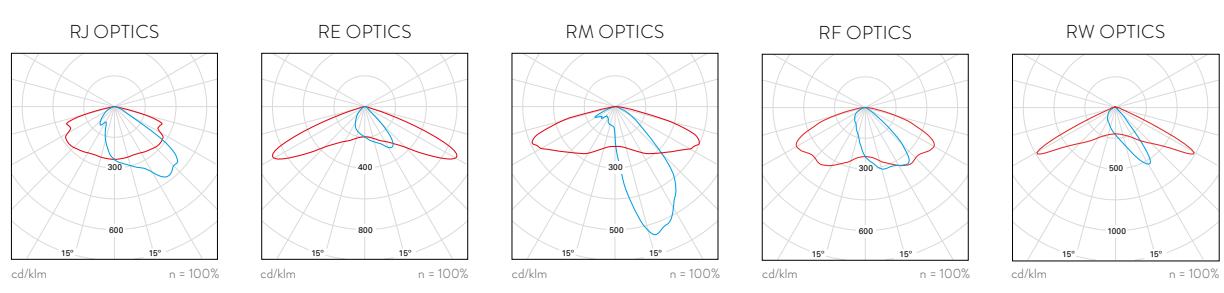 RJ OPTICS
300
600
15° 15°
cd/klm n = 100%
RE OPTICS
400
800
15° 15°
cd/klm n = 100%
RM OPTICS
300
500
15° 15°
cd/klm n = 100%
RF OPTICS
300
600
15° 15°
cd/klm n = 100%
RW OPTICS
500
1000
15° 15°
cd/klm n = 100%